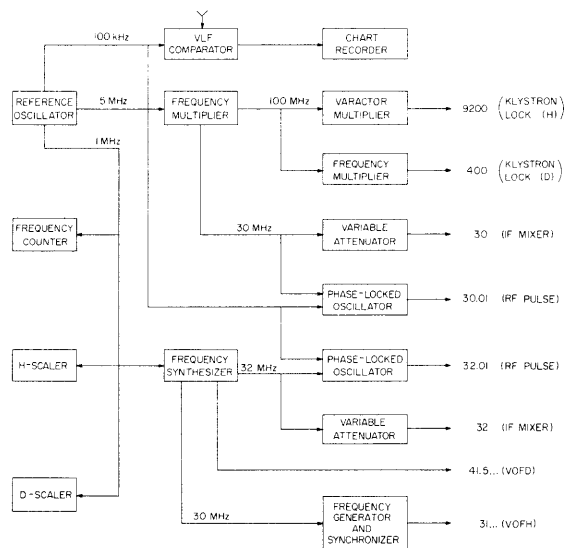 100 kHz
VLF
COMPARATOR
CHART
RECORDER
REFERENCE
OSCILLATOR
5 MHz
FREQUENCY
MULTIPLIER
100 MHz
VARACTOR
MULTIPLIER
9200 (KLYSTRON
LOCK (H))
1 MHz
FREQUENCY
MULTIPLIER
400 (KLYSTRON
LOCK (D))
FREQUENCY
COUNTER
30 MHz
VARIABLE
ATTENUATOR
30 (IF MIXER)
PHASE-LOCKED
OSCILLATOR
30.01 (RF PULSE)
H-SCALER
FREQUENCY
SYNTHESIZER
32 MHz
PHASE-LOCKED
OSCILLATOR
32.01 (RF PULSE)
VARIABLE
ATTENUATOR
32 (IF MIXER)
41.5... (VOFD)
D-SCALER
30 MHz
FREQUENCY
GENERATOR
AND
SYNCHRONIZER
31... (VOFH)